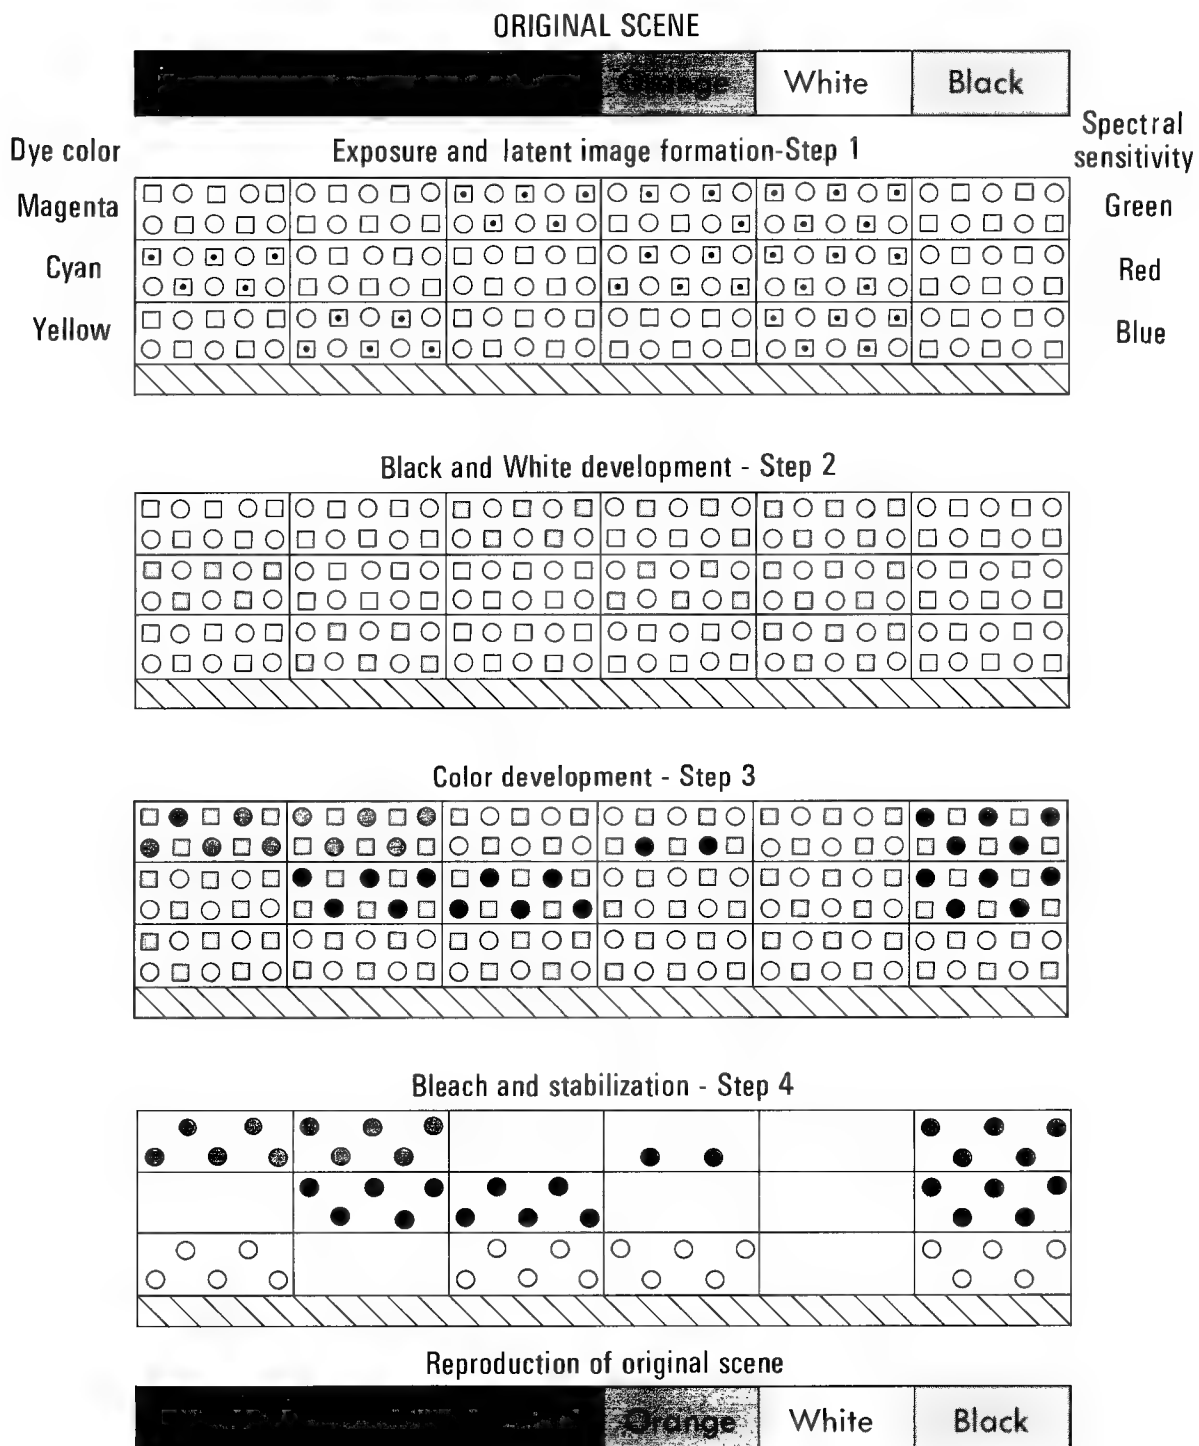 ORIGINAL SCENE
Orange White Black
Spectral sensitivity
Dye color
Exposure and latent image formation-Step 1
Magenta
Green
Cyan
Red
Yellow
Blue
Black and White development - Step 2
Color development - Step 3
Bleach and stabilization - Step 4
Reproduction of original scene
Orange White Black